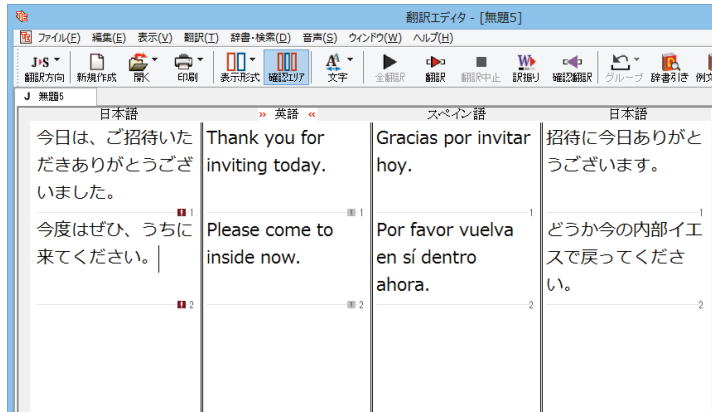 翻訳エディタ - [無題5]
ファイル(F) 編集(E) 表示(V) 翻訳(T) 辞書・検索(D) 音声(S) ウィンドウ(W) ヘルプ(H)
J▸S
翻訳方向 新規作成 開く 印刷 表示形式 確認エリア 文字 全翻訳 翻訳 翻訳中止 訳振り 確認翻訳 グループ 辞書引き 例文
J 無題5
日本語 » 英語 « スペイン語 日本語
今日は、ご招待いた
だきありがとうござ
いました。
1
Thank you for
inviting today.
1
Gracias por invitar
hoy.
1
招待に今日ありがと
うございます。
1
今度はぜひ、うちに
来てください。
2
Please come to
inside now.
2
Por favor vuelva
en sí dentro
ahora.
2
どうか今の内部イエ
スで戻ってくださ
い。
2